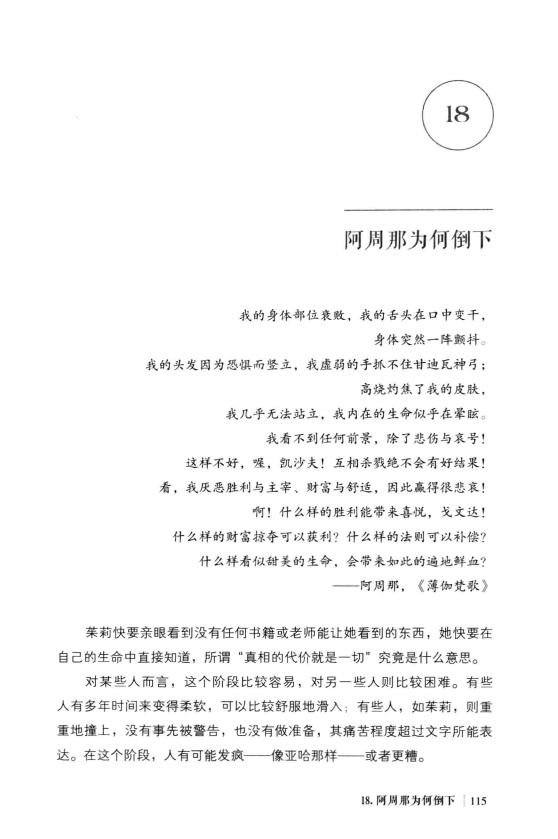 18
阿周那为何倒下
我的身体部位衰败，我的舌头在口中变干，
身体突然一阵颤抖。
我的头发因为恐惧而竖立，我虚弱的手抓不住甘迪瓦神弓；
高烧灼焦了我的皮肤，
我几乎无法站立，我内在的生命似乎在晕眩。
我看不到任何前景，除了悲伤与哀号！
这样不好，喔，凯沙夫！互相杀戮绝不会有好结果！
看，我厌恶胜利与主宰、财富与舒适，因此赢得很悲哀！
啊！什么样的胜利能带来喜悦，戈文达！
什么样的财富掠夺可以获利？什么样的法则可以补偿？
什么样看似甜美的生命，会带来如此的遍地鲜血？
——阿周那，《薄伽梵歌》
茱莉快要亲眼看到没有任何书籍或老师能让她看到的东西，她快要在
自己的生命中直接知道，所谓“真相的代价就是一切”究竟是什么意思。
对某些人而言，这个阶段比较容易，对另一些人则比较困难。有些
人有多年时间来变得柔软，可以比较舒服地滑入；有些人，如茱莉，则重
重地撞上，没有事先被警告，也没有做准备，其痛苦程度超过文字所能表
达。在这个阶段，人有可能发疯——像亚哈那样——或者更糟。
18. 阿周那为何倒下 | 115